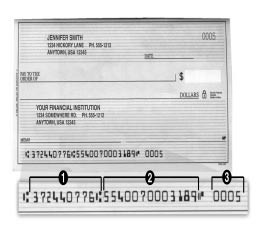 JENNIFER SMITH 0005
1234 HICKORY LANE PH. 555-1212
ANYTOWN, USA 12345
DATE
PAY TO THE
ORDER OF $
DOLLARS
YOUR FINANCIAL INSTITUTION
1234 SOMEWHERE RD. PH. 555-1212
ANYTOWN, USA 12345
MEMO
⑆372440776⑆55400?0003189⑈ 0005
1 2 3
⑆372440776⑆55400?0003189⑈ 0005